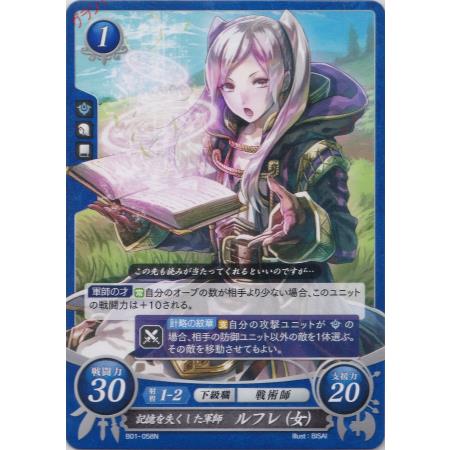 1
この先も読みが当たってくれるといいのですが…
軍師の才 常 自分のオーブの数が相手より少ない場合、このユニットの戦闘力は+10される。
計略の紋章 攻 自分の攻撃ユニットが の場合、相手の防御ユニット以外の敵を1体選ぶ。その敵を移動させてもよい。
戦闘力
30
射程 1-2
下級職
戦術師
支援力
20
記憶を失くした軍師 ルフレ(女)
B01-058N
Illust : BISAI